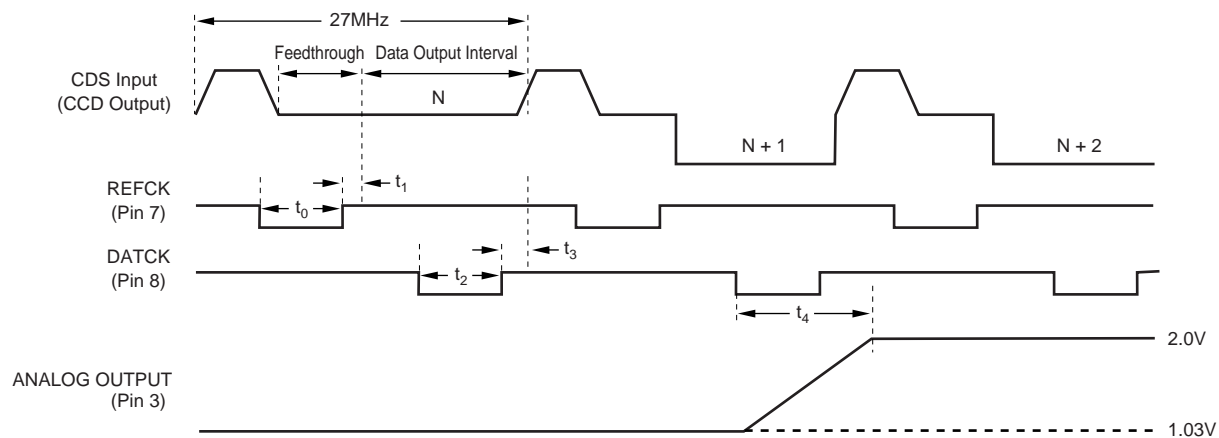 27MHz
Feedthrough
Data Output Interval
CDS Input
(CCD Output)
N
N + 1
N + 2
REFCK
(Pin 7)
t0
t1
DATCK
(Pin 8)
t2
t3
t4
2.0V
ANALOG OUTPUT
(Pin 3)
1.03V